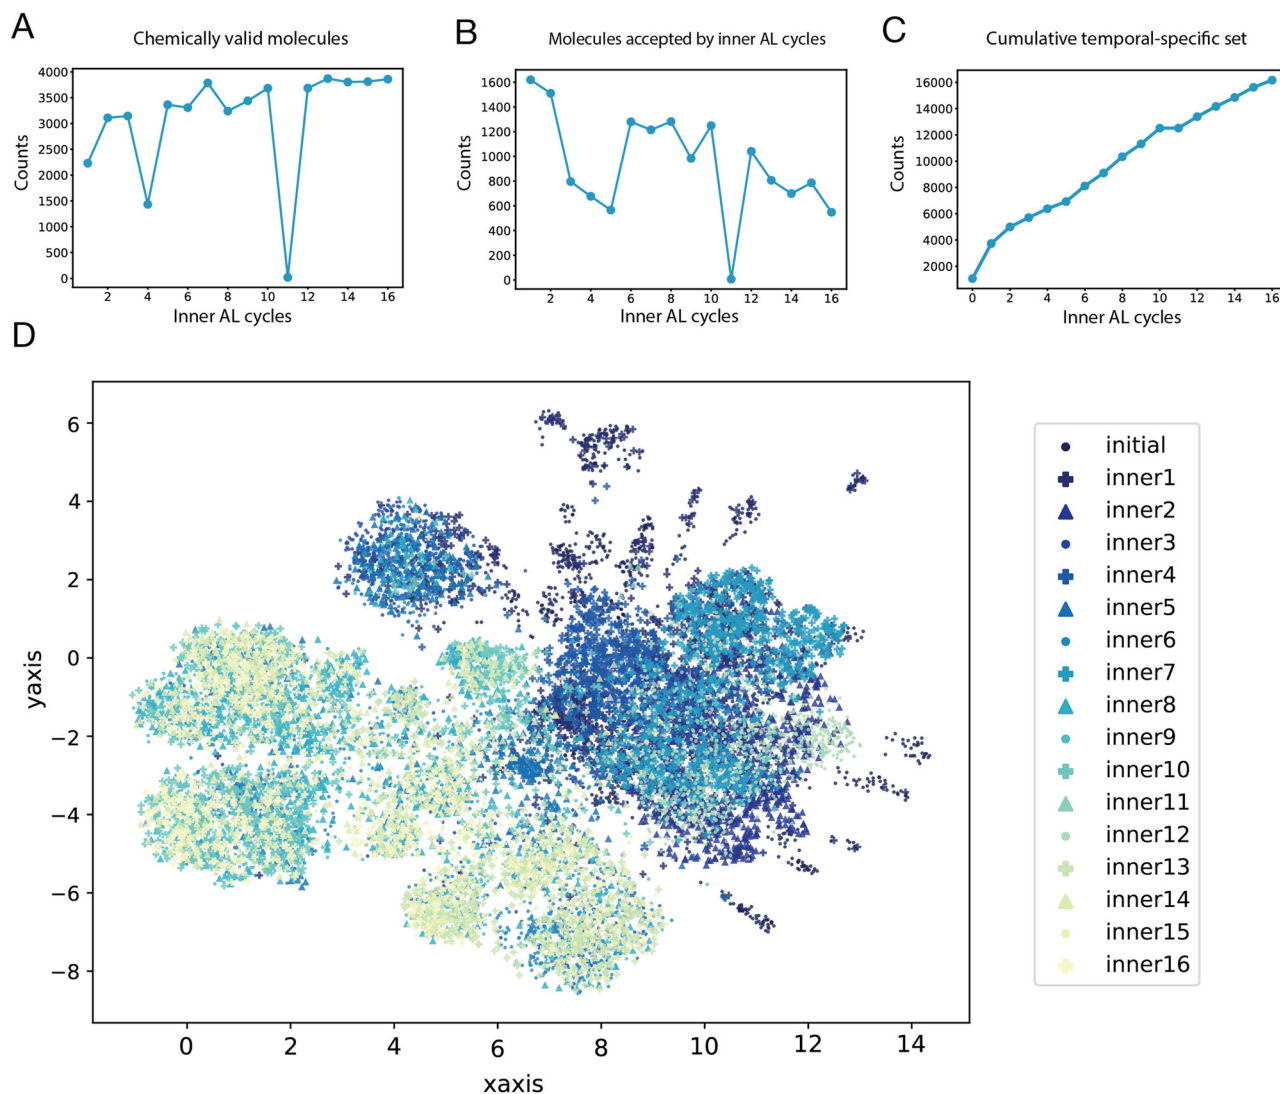 A
Chemically valid molecules
4000
3500
3000
2500
2000
1500
1000
500
0
Counts
2 4 6 8 10 12 14 16
Inner AL cycles
B
Molecules accepted by inner AL cycles
1600
1400
1200
1000
800
600
400
200
0
Counts
2 4 6 8 10 12 14 16
Inner AL cycles
C
Cumulative temporal-specific set
16000
14000
12000
10000
8000
6000
4000
2000
Counts
0 2 4 6 8 10 12 14 16
Inner AL cycles
D
6
4
2
0
−2
−4
−6
−8
yaxis
0 2 4 6 8 10 12 14
xaxis
initial
inner1
inner2
inner3
inner4
inner5
inner6
inner7
inner8
inner9
inner10
inner11
inner12
inner13
inner14
inner15
inner16